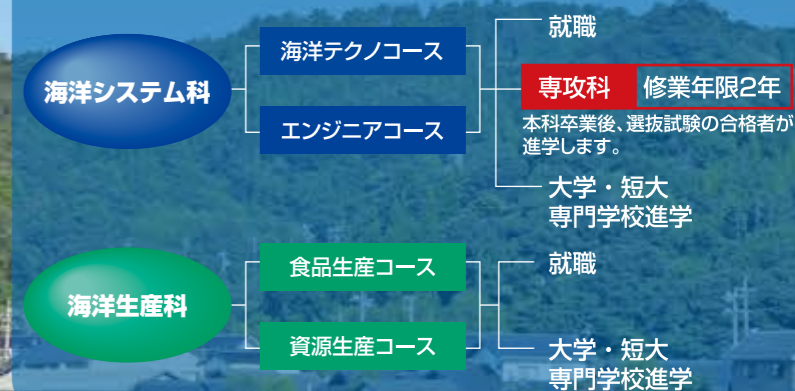 海洋システム科
海洋テクノコース
エンジニアコース
就職
専攻科 修業年限2年
本科卒業後、選抜試験の合格者が
進学します。
大学・短大
専門学校進学
海洋生産科
食品生産コース
資源生産コース
就職
大学・短大
専門学校進学